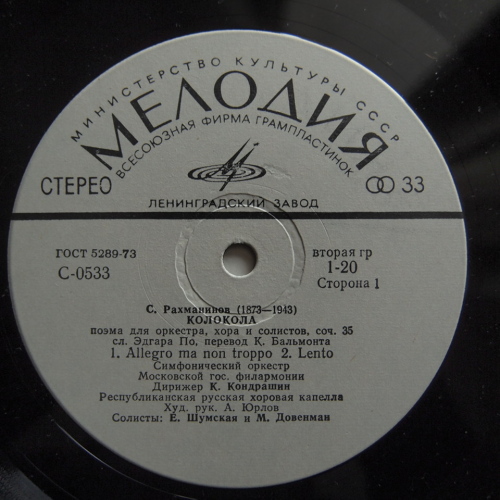 МИНИСТЕРСТВО КУЛЬТУРЫ СССР
МЕЛОДИЯ
ВСЕСОЮЗНАЯ ФИРМА ГРАМПЛАСТИНОК
СТЕРЕО
33
ЛЕНИНГРАДСКИЙ ЗАВОД
ГОСТ 5289-73
С-0533
вторая гр
1-20
Сторона 1
С. Рахманинов (1873—1943)
КОЛОКОЛА
поэма для оркестра, хора и солистов, соч. 35
сл. Эдгара По, перевод К. Бальмонта
1. Allegro ma non troppo 2. Lento
Симфонический оркестр
Московской гос. филармонии
Дирижер К. Кондрашин
Республиканская русская хоровая капелла
Худ. рук. А. Юрлов
Солисты: Е. Шумская и М. Довенман